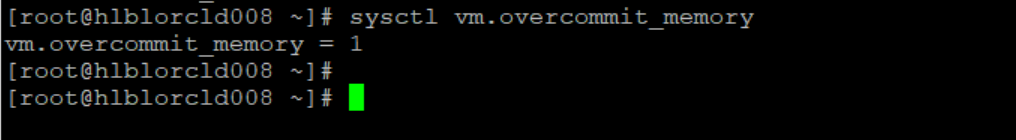 [root@hlblorcld008 ~]# sysctl vm.overcommit_memory
vm.overcommit_memory = 1
[root@hlblorcld008 ~]#
[root@hlblorcld008 ~]#